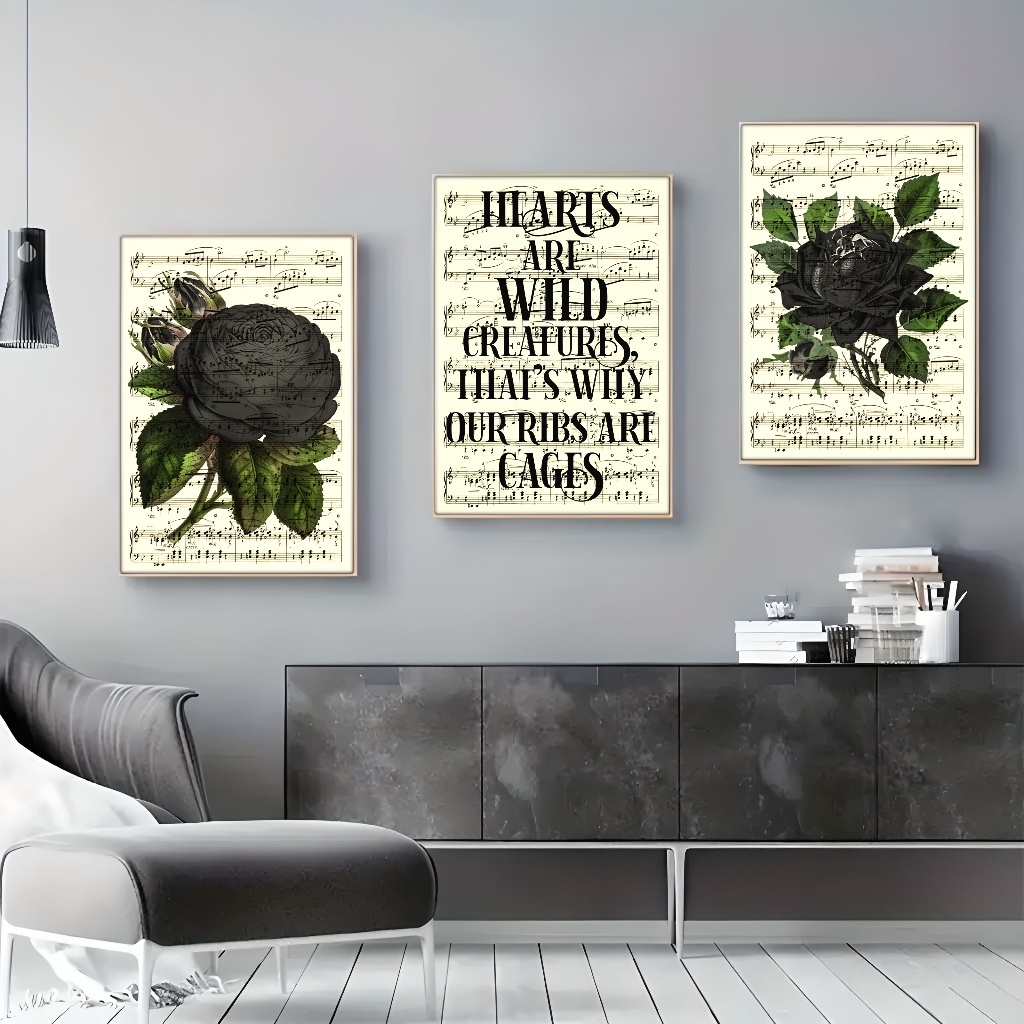 HEARTS
ARE
WILD
CREATURES,
THAT'S WHY
OUR RIBS ARE
CAGES